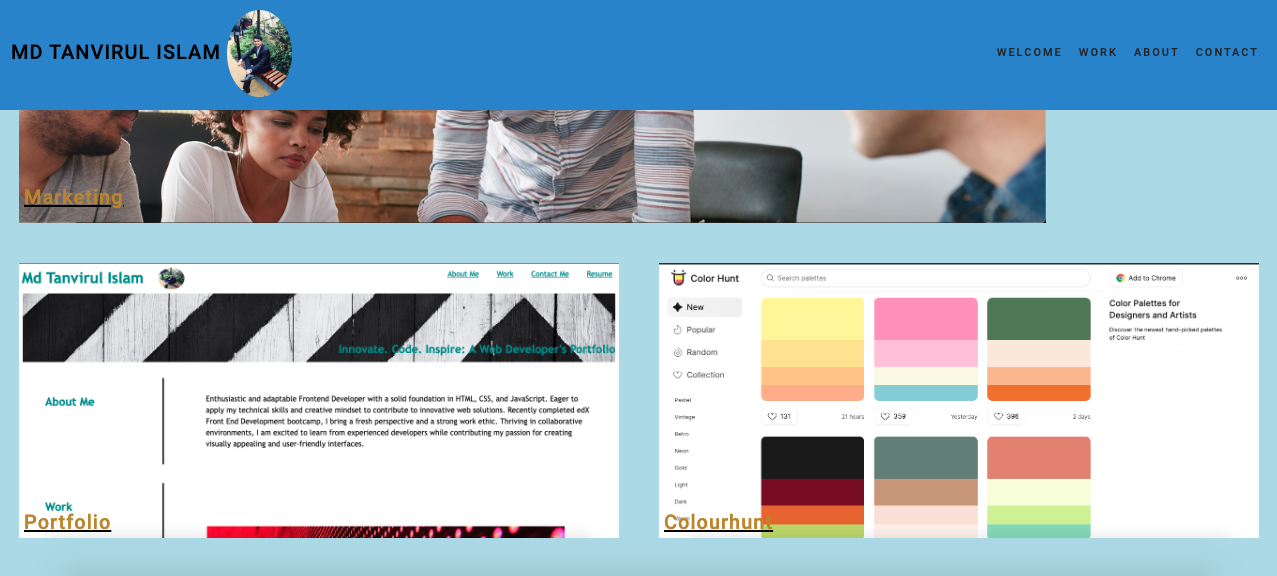 MD TANVIRUL ISLAM
WELCOME WORK ABOUT CONTACT
Marketing
Md Tanvirul Islam
About Me Work Contact Me Resume
Innovate. Code. Inspire: A Web Developer's Portfolio
About Me
Enthusiastic and adaptable Frontend Developer with a solid foundation in HTML, CSS, and JavaScript. Eager to
apply my technical skills and creative mindset to contribute to innovative web solutions. Recently completed edX
Front End Development bootcamp, I bring a fresh perspective and a strong work ethic. Thriving in collaborative
environments, I am excited to learn from experienced developers while contributing my passion for creating
visually appealing and user-friendly interfaces.
Work
Portfolio
Color Hunt
Search palettes
Add to Chrome
New
Popular
Random
Collection
Pastel
Vintage
Retro
Neon
Gold
Light
Dark
131 21 hours
359 Yesterday
396 2 days
Color Palettes for
Designers and Artists
Discover the newest hand-picked palettes
of Color Hunt
Colourhunt